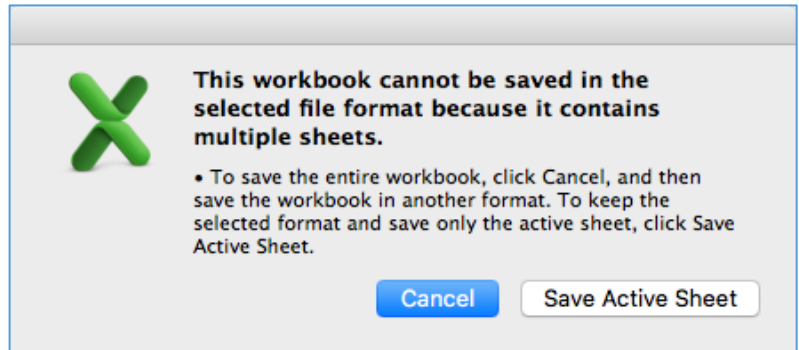 This workbook cannot be saved in the
selected file format because it contains
multiple sheets.
• To save the entire workbook, click Cancel, and then
save the workbook in another format. To keep the
selected format and save only the active sheet, click Save
Active Sheet.
Cancel Save Active Sheet